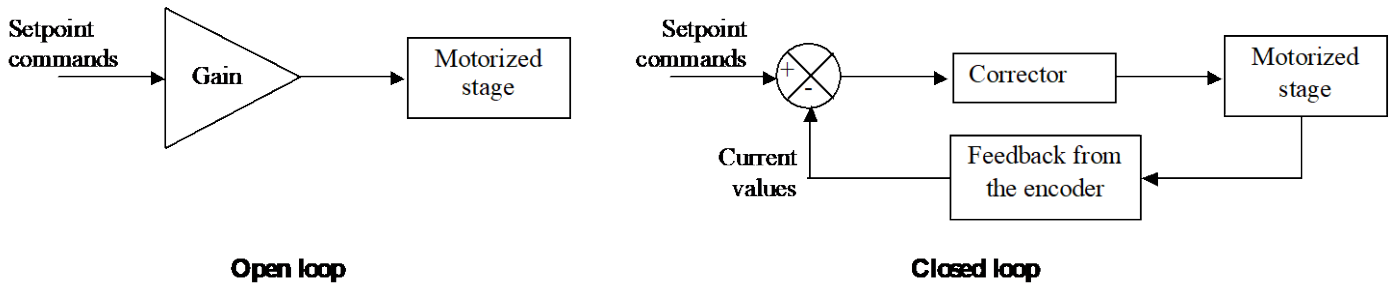 Setpoint
commands
Gain
Motorized
stage
Open loop
Setpoint
commands
+
-
Corrector
Motorized
stage
Current
values
Feedback from
the encoder
Closed loop